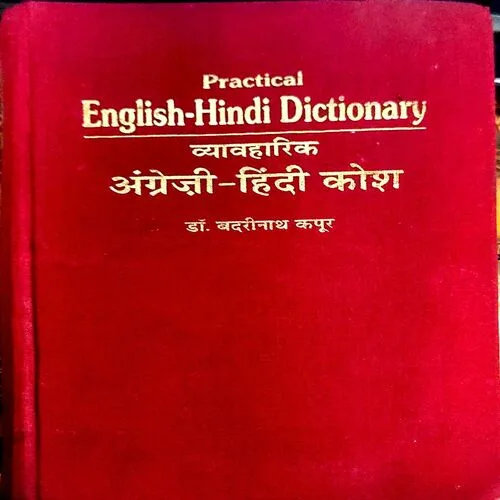 Practical
English-Hindi Dictionary
व्यावहारिक
अंग्रेज़ी-हिंदी कोश
डॉ. बदरीनाथ कपूर